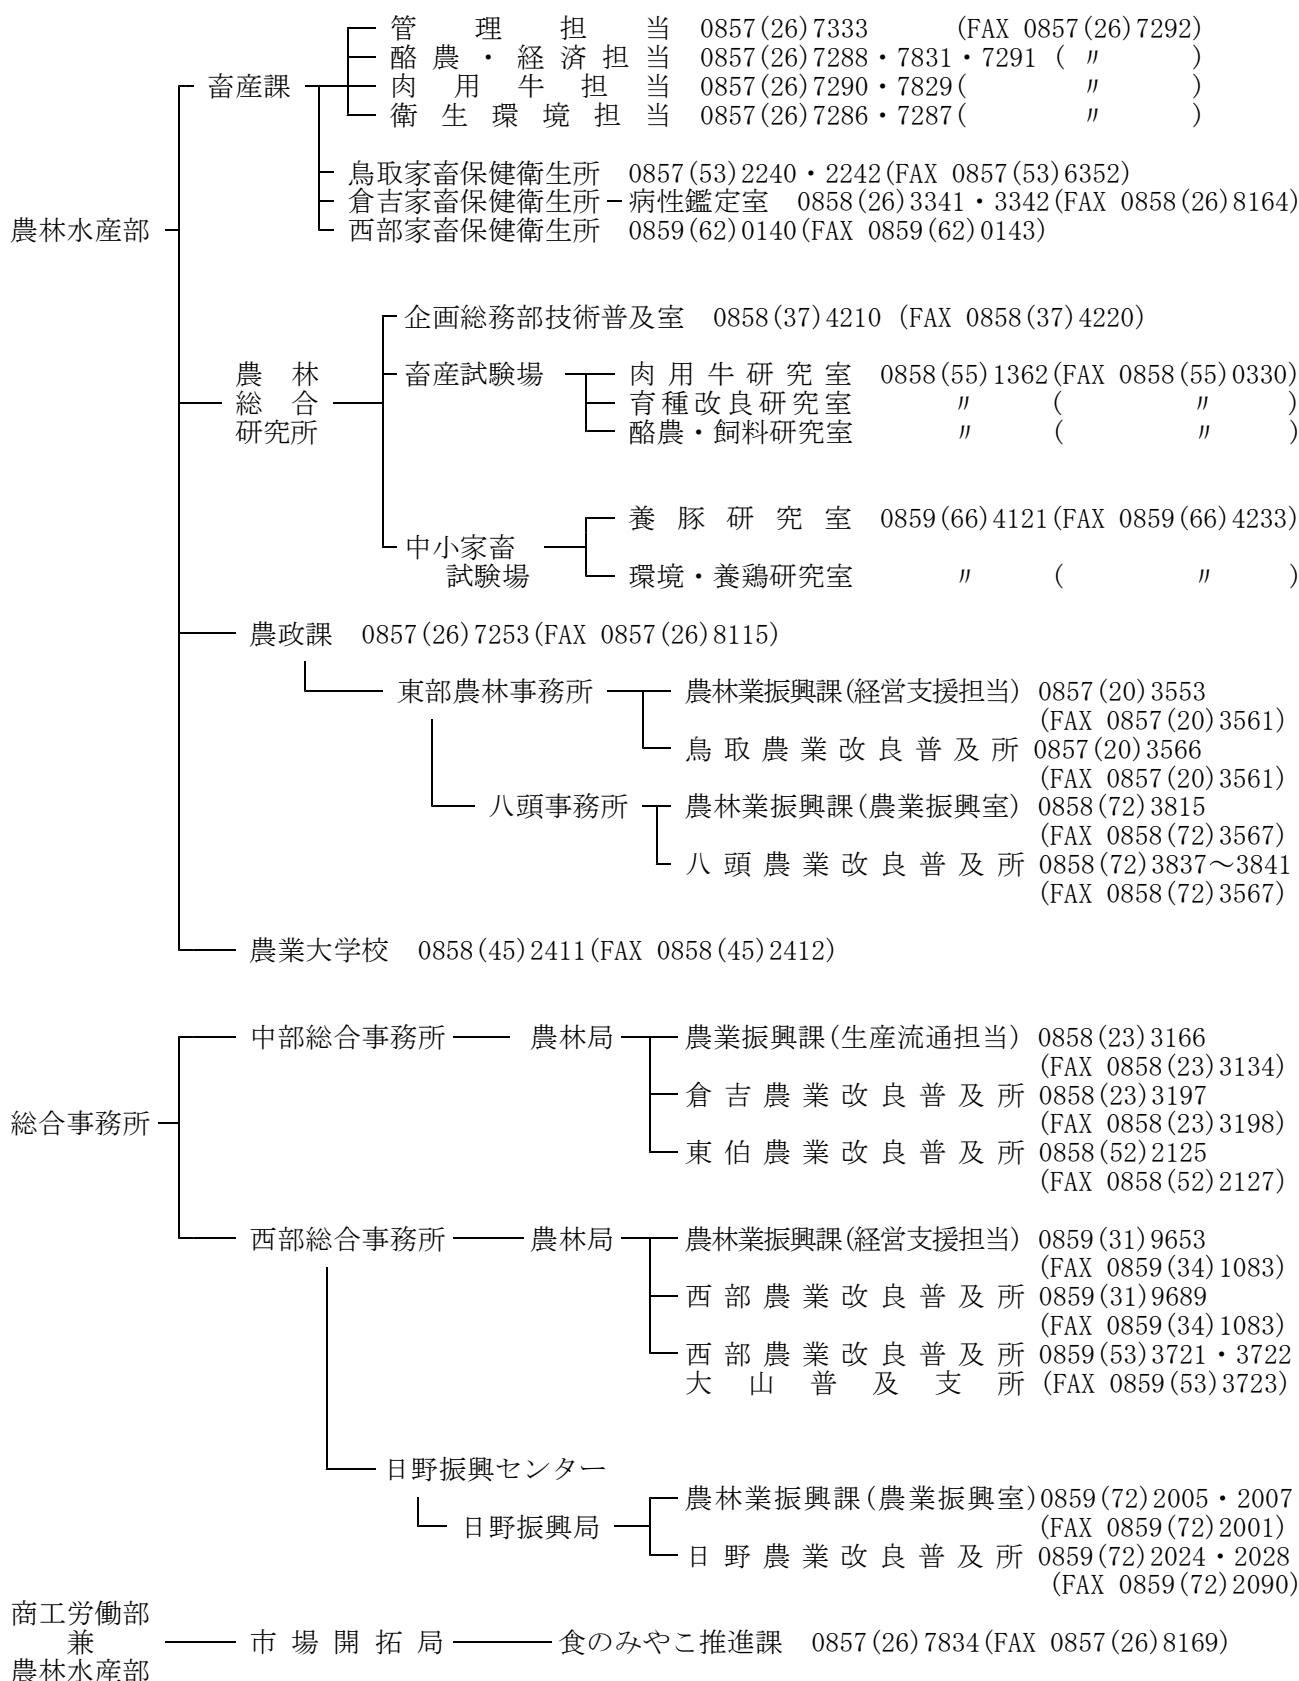 管理担当 0857(26)7333 (FAX 0857(26)7292)
酪農・経済担当 0857(26)7288・7831・7291 ( 〃 )
畜産課 肉用牛担当 0857(26)7290・7829( 〃 )
衛生環境担当 0857(26)7286・7287( 〃 )
鳥取家畜保健衛生所 0857(53)2240・2242(FAX 0857(53)6352)
倉吉家畜保健衛生所 病性鑑定室 0858(26)3341・3342(FAX 0858(26)8164)
農林水産部 西部家畜保健衛生所 0859(62)0140(FAX 0859(62)0143)
企画総務部技術普及室 0858(37)4210 (FAX 0858(37)4220)
農林 畜産試験場 肉用牛研究室 0858(55)1362(FAX 0858(55)0330)
総合 育種改良研究室 〃 ( 〃 )
研究所 酪農・飼料研究室 〃 ( 〃 )
養豚研究室 0859(66)4121(FAX 0859(66)4233)
中小家畜
試験場 環境・養鶏研究室 〃 ( 〃 )
農政課 0857(26)7253(FAX 0857(26)8115)
東部農林事務所 農林業振興課(経営支援担当) 0857(20)3553
(FAX 0857(20)3561)
鳥取農業改良普及所 0857(20)3566
(FAX 0857(20)3561)
八頭事務所 農林業振興課(農業振興室) 0858(72)3815
(FAX 0858(72)3567)
八頭農業改良普及所 0858(72)3837～3841
(FAX 0858(72)3567)
農業大学校 0858(45)2411(FAX 0858(45)2412)
中部総合事務所 農林局 農業振興課(生産流通担当) 0858(23)3166
(FAX 0858(23)3134)
倉吉農業改良普及所 0858(23)3197
総合事務所 (FAX 0858(23)3198)
東伯農業改良普及所 0858(52)2125
(FAX 0858(52)2127)
西部総合事務所 農林局 農林業振興課(経営支援担当) 0859(31)9653
(FAX 0859(34)1083)
西部農業改良普及所 0859(31)9689
(FAX 0859(34)1083)
西部農業改良普及所 0859(53)3721・3722
大山普及支所 (FAX 0859(53)3723)
日野振興センター
農林業振興課(農業振興室)0859(72)2005・2007
日野振興局 (FAX 0859(72)2001)
日野農業改良普及所 0859(72)2024・2028
(FAX 0859(72)2090)
商工労働部
兼 市場開拓局 食のみやこ推進課 0857(26)7834(FAX 0857(26)8169)
農林水産部